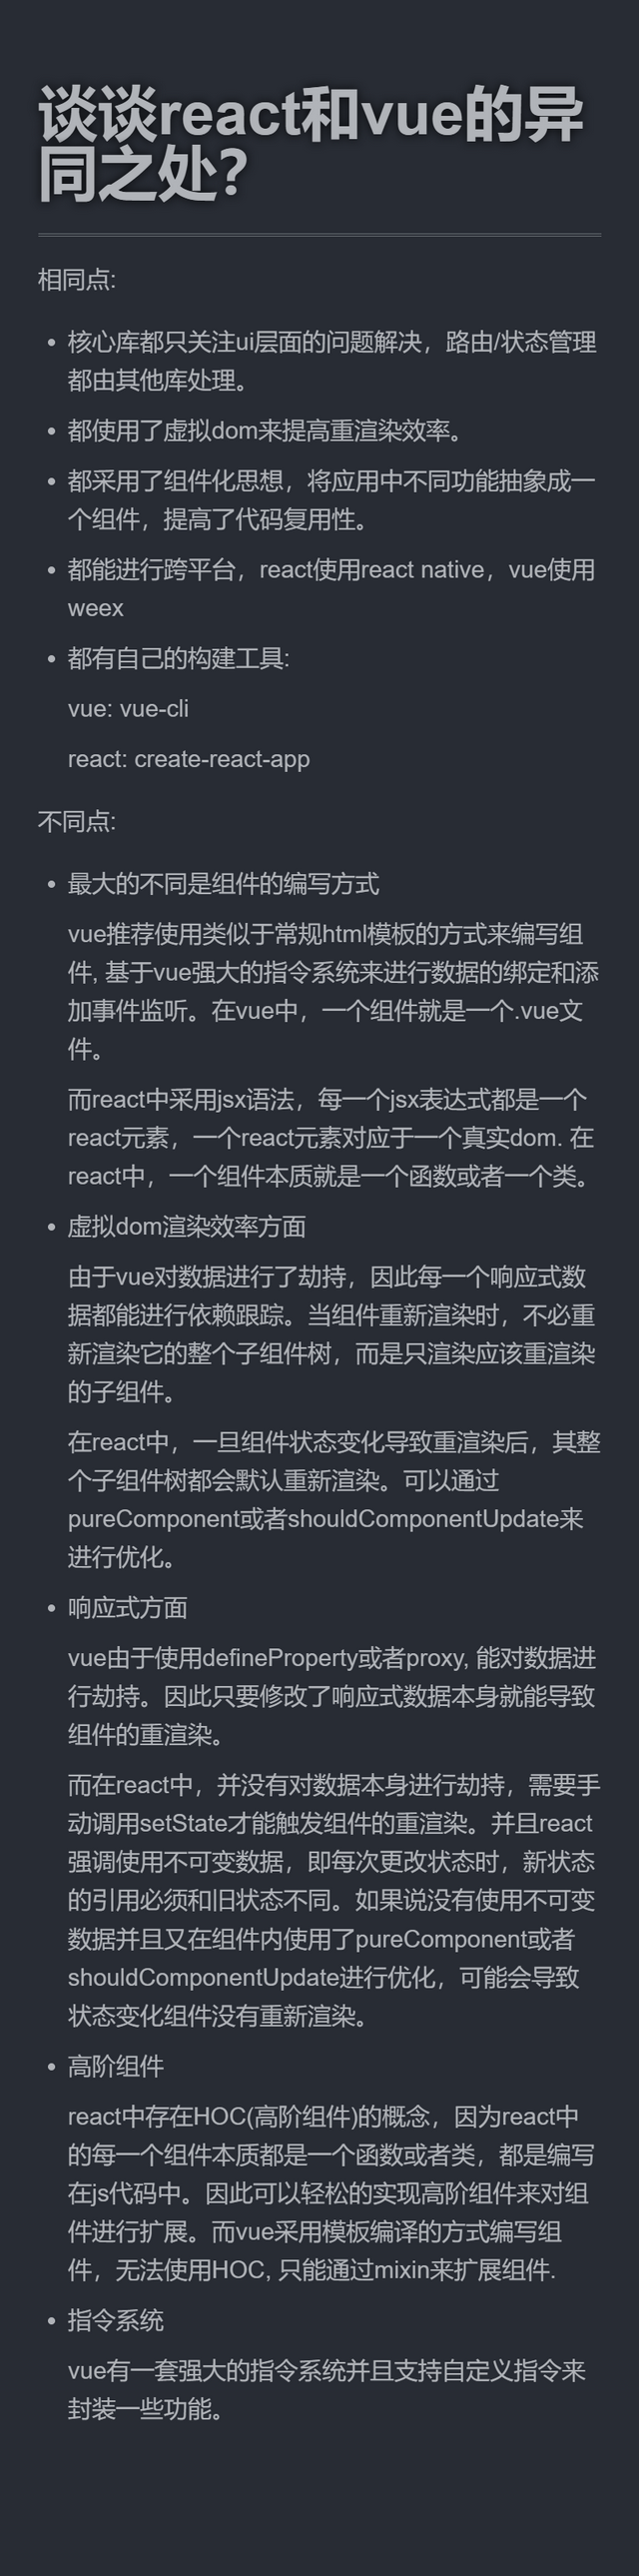 谈谈react和vue的异
同之处？
相同点:
核心库都只关注ui层面的问题解决，路由/状态管理
都由其他库处理。
都使用了虚拟dom来提高重渲染效率。
都采用了组件化思想，将应用中不同功能抽象成一
个组件，提高了代码复用性。
都能进行跨平台，react使用react native，vue使用
weex
都有自己的构建工具:
vue: vue-cli
react: create-react-app
不同点:
最大的不同是组件的编写方式
vue推荐使用类似于常规html模板的方式来编写组
件, 基于vue强大的指令系统来进行数据的绑定和添
加事件监听。在vue中，一个组件就是一个.vue文
件。
而react中采用jsx语法，每一个jsx表达式都是一个
react元素，一个react元素对应于一个真实dom. 在
react中，一个组件本质就是一个函数或者一个类。
虚拟dom渲染效率方面
由于vue对数据进行了劫持，因此每一个响应式数
据都能进行依赖跟踪。当组件重新渲染时，不必重
新渲染它的整个子组件树，而是只渲染应该重渲染
的子组件。
在react中，一旦组件状态变化导致重渲染后，其整
个子组件树都会默认重新渲染。可以通过
pureComponent或者shouldComponentUpdate来
进行优化。
响应式方面
vue由于使用defineProperty或者proxy, 能对数据进
行劫持。因此只要修改了响应式数据本身就能导致
组件的重渲染。
而在react中，并没有对数据本身进行劫持，需要手
动调用setState才能触发组件的重渲染。并且react
强调使用不可变数据，即每次更改状态时，新状态
的引用必须和旧状态不同。如果说没有使用不可变
数据并且又在组件内使用了pureComponent或者
shouldComponentUpdate进行优化，可能会导致
状态变化组件没有重新渲染。
高阶组件
react中存在HOC(高阶组件)的概念，因为react中
的每一个组件本质都是一个函数或者类，都是编写
在js代码中。因此可以轻松的实现高阶组件来对组
件进行扩展。而vue采用模板编译的方式编写组
件，无法使用HOC, 只能通过mixin来扩展组件.
指令系统
vue有一套强大的指令系统并且支持自定义指令来
封装一些功能。